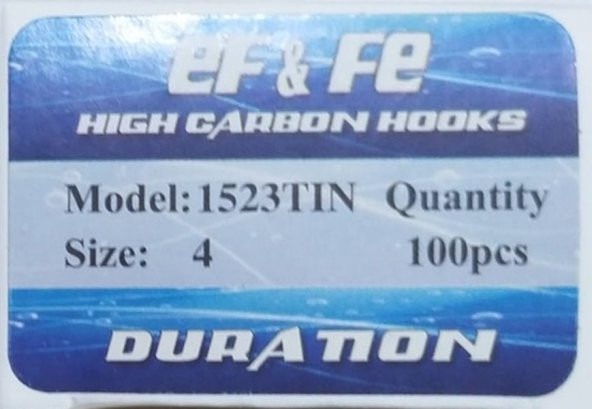 eF & Fe
HIGH CARBON HOOKS
Model: 1523TIN Quantity
Size: 4 100pcs
DURATION